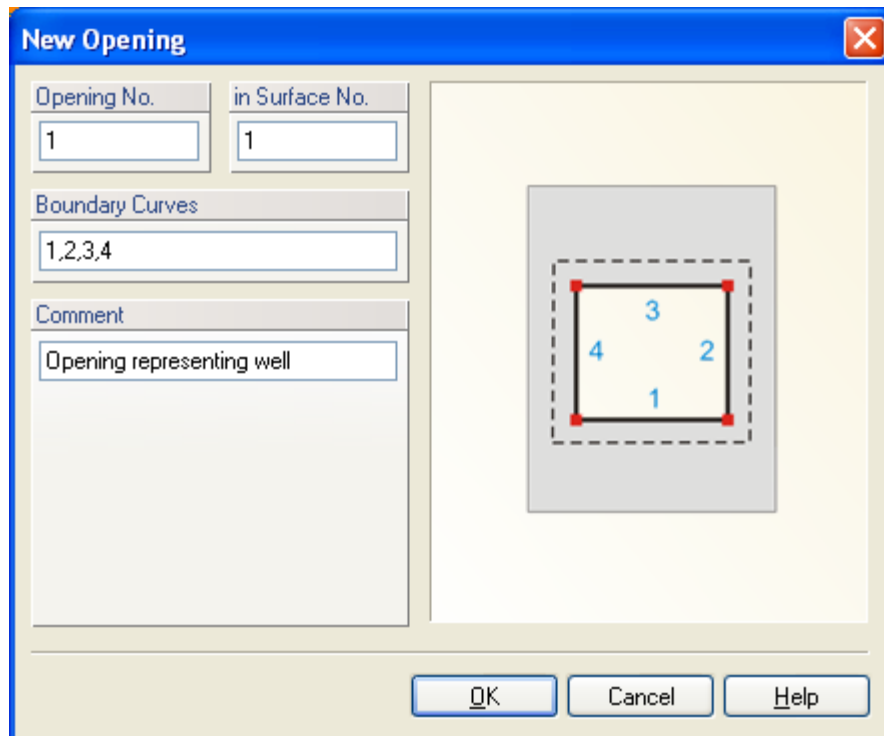 New Opening
Opening No.
in Surface No.
1
1
Boundary Curves
1,2,3,4
Comment
Opening representing well
3
4
2
1
OK
Cancel
Help